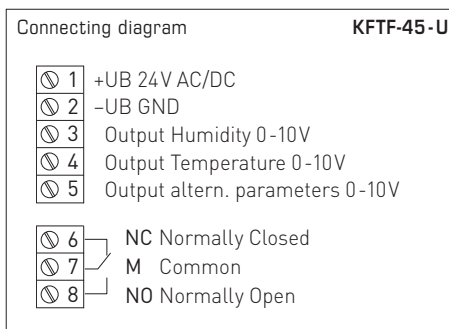 Connecting diagram KFTF-45-U
1 +UB 24V AC/DC
2 –UB GND
3 Output Humidity 0-10V
4 Output Temperature 0-10V
5 Output altern. parameters 0-10V
6 NC Normally Closed
7 M Common
8 NO Normally Open